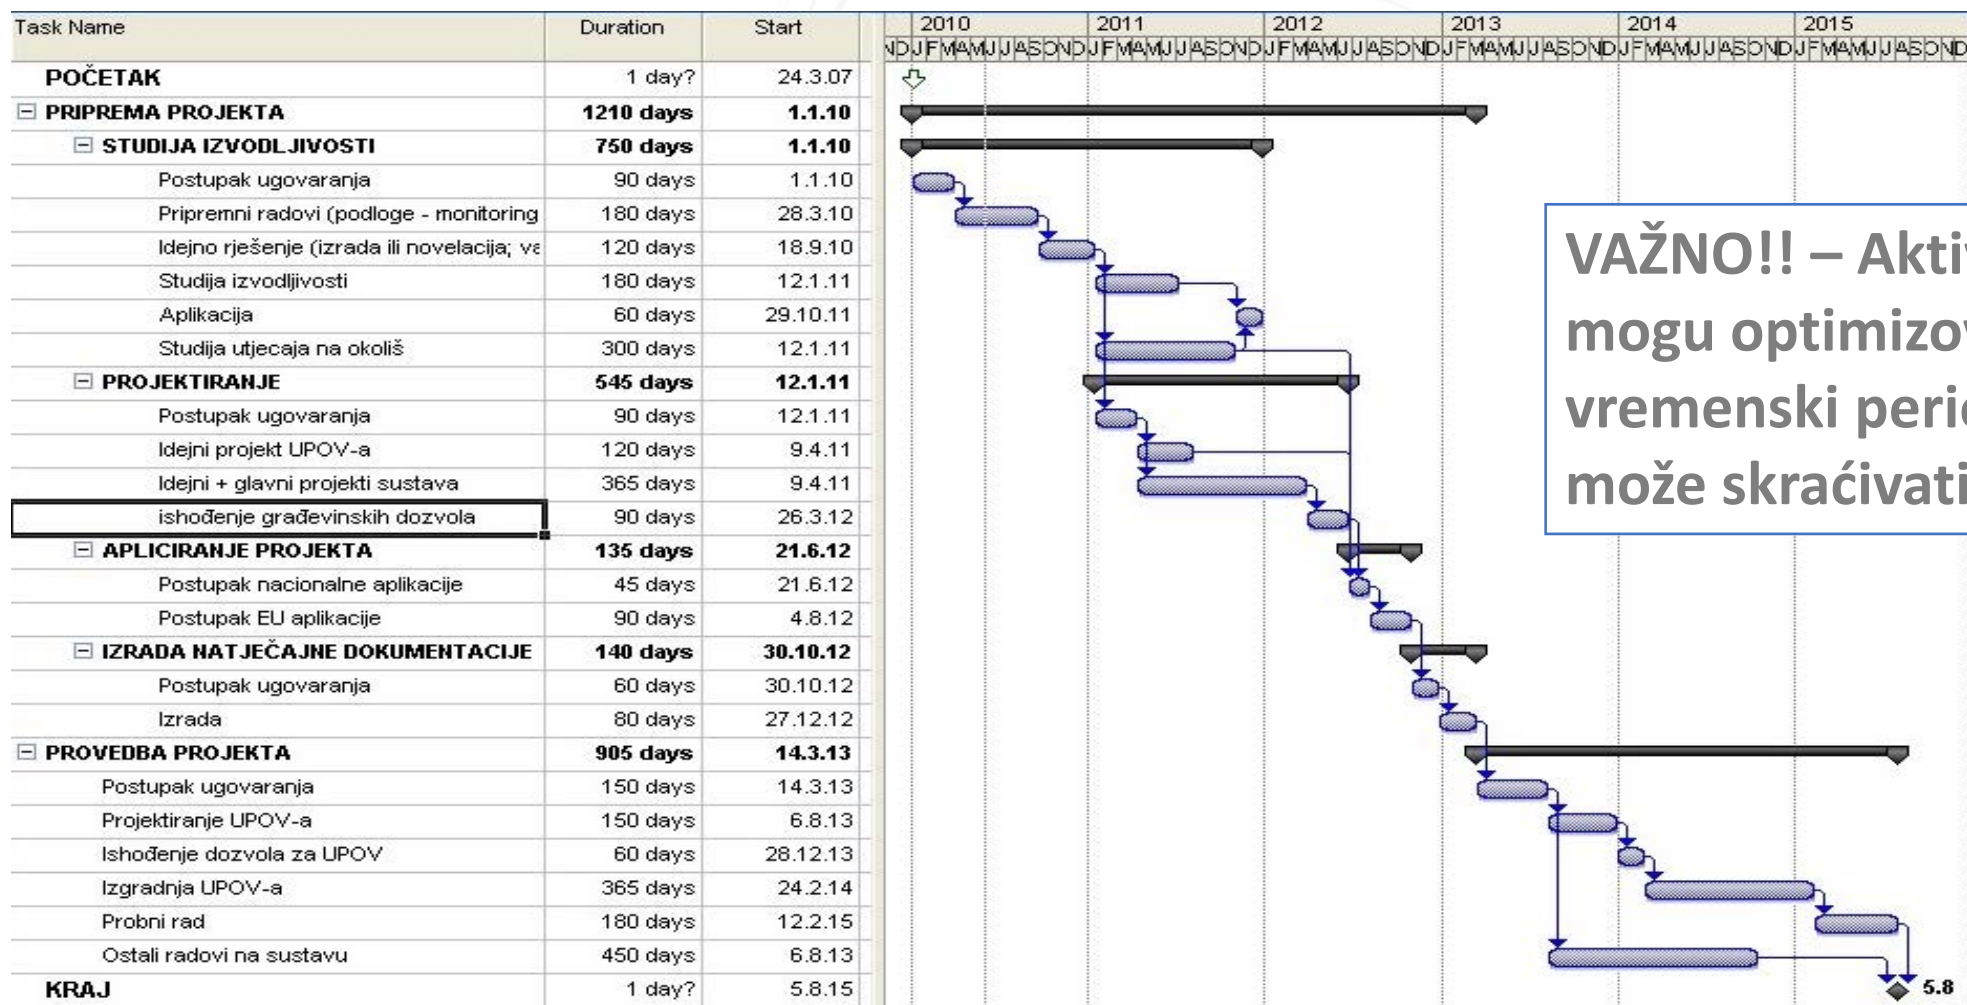 Task Name Duration Start 2010 2011 2012 2013 2014 2015
NDJFMAMJJASONDJFMAMJJASONDJFMAMJJASONDJFMAMJJASONDJFMAMJJASONDJFMAMJJASOND
POČETAK 1 day? 24.3.07
PRIPREMA PROJEKTA 1210 days 1.1.10
STUDIJA IZVODLJIVOSTI 750 days 1.1.10
Postupak ugovaranja 90 days 1.1.10
Pripremni radovi (podloge - monitoring 180 days 28.3.10
Idejno rješenje (izrada ili novelacija; va 120 days 18.9.10
Studija izvodljivosti 180 days 12.1.11
Aplikacija 60 days 29.10.11
Studija utjecaja na okoliš 300 days 12.1.11
PROJEKTIRANJE 545 days 12.1.11
Postupak ugovaranja 90 days 12.1.11
Idejni projekt UPOV-a 120 days 9.4.11
Idejni + glavni projekti sustava 365 days 9.4.11
ishođenje građevinskih dozvola 90 days 26.3.12
APLICIRANJE PROJEKTA 135 days 21.6.12
Postupak nacionalne aplikacije 45 days 21.6.12
Postupak EU aplikacije 90 days 4.8.12
IZRADA NATJEČAJNE DOKUMENTACIJE 140 days 30.10.12
Postupak ugovaranja 60 days 30.10.12
Izrada 80 days 27.12.12
PROVEDBA PROJEKTA 905 days 14.3.13
Postupak ugovaranja 150 days 14.3.13
Projektiranje UPOV-a 150 days 6.8.13
Ishođenje dozvola za UPOV 60 days 28.12.13
Izgradnja UPOV-a 365 days 24.2.14
Probni rad 180 days 12.2.15
Ostali radovi na sustavu 450 days 6.8.13
KRAJ 1 day? 5.8.15 5.8
VAŽNO!! – Akti
mogu optimizo
vremenski peri
može skraćivati